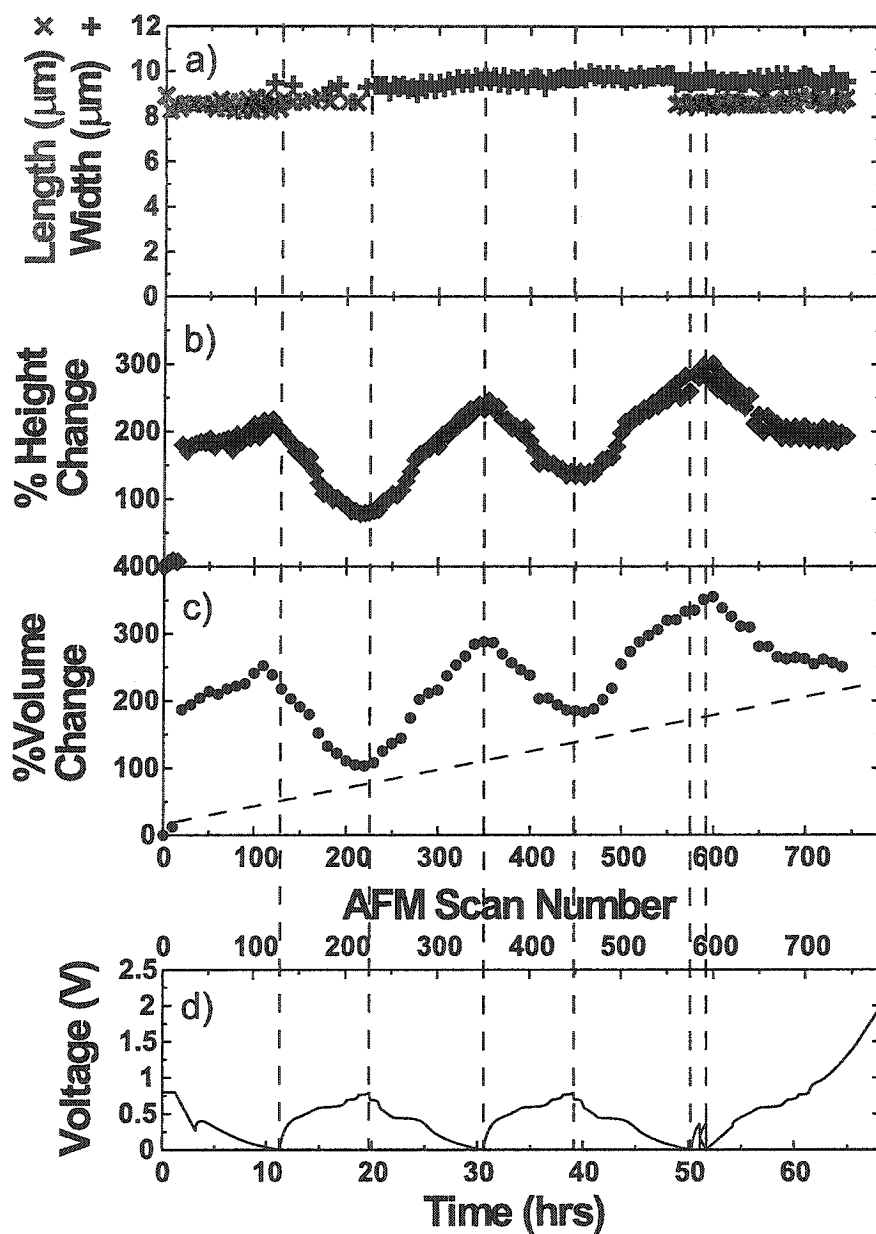 Length (μm) ×
Width (μm) +
12
10
8
6
4
2
0
a)
% Height
Change
300
200
100
400
b)
%Volume
Change
300
200
100
0
c)
0 100 200 300 400 500 600 700
AFM Scan Number
0 100 200 300 400 500 600 700
Voltage (V)
2.5
2
1.5
1
0.5
0
d)
0 10 20 30 40 50 60
Time (hrs)